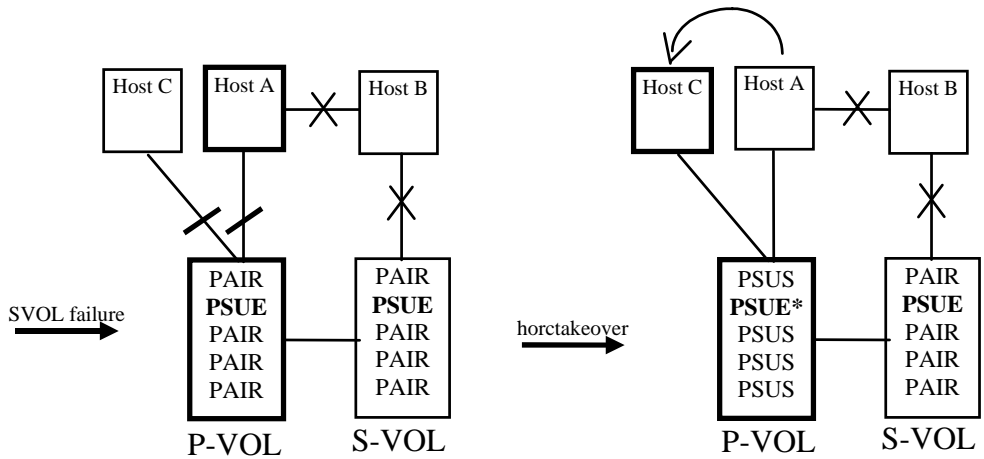 Host C
Host A
Host B
SVOL failure
PAIR
PSUE
PAIR
PAIR
PAIR
P-VOL
PAIR
PSUE
PAIR
PAIR
PAIR
S-VOL
horctakeover
Host C
Host A
Host B
PSUS
PSUE*
PSUS
PSUS
PSUS
P-VOL
PAIR
PSUE
PAIR
PAIR
PAIR
S-VOL